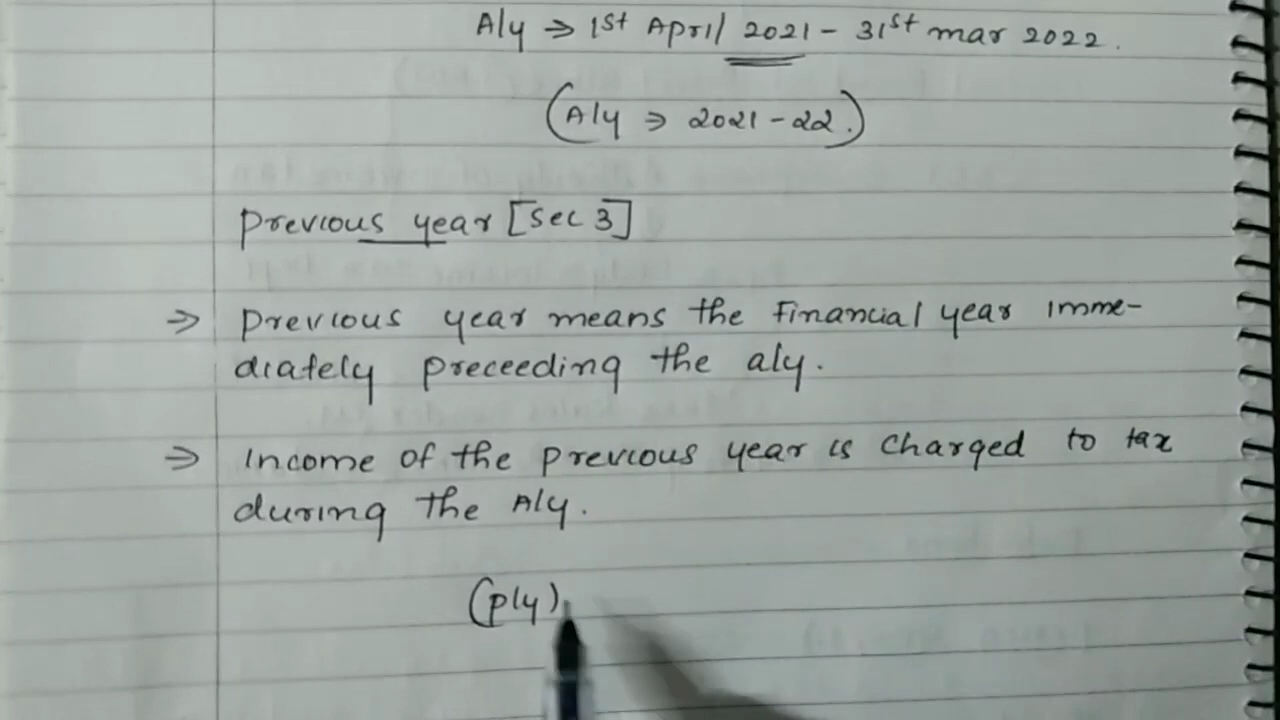 A/y ⇒ 1st April 2021 - 31st mar 2022.
(A/y ⇒ 2021-22.)
Previous year [Sec 3]
⇒ Previous year means the Financial year imme-
diately preceeding the a/y.
⇒ Income of the previous year is charged to tax
during the A/y.
(P/y)